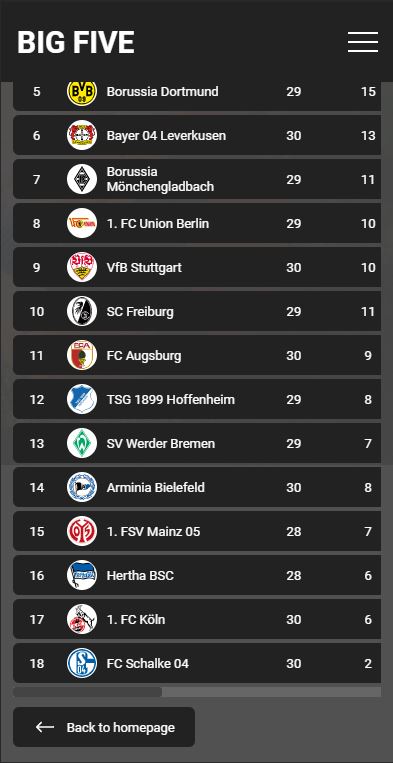 BIG FIVE
5 Borussia Dortmund 29 15
6 Bayer 04 Leverkusen 30 13
7 Borussia Mönchengladbach 29 11
8 1. FC Union Berlin 29 10
9 VfB Stuttgart 30 10
10 SC Freiburg 29 11
11 FC Augsburg 30 9
12 TSG 1899 Hoffenheim 29 8
13 SV Werder Bremen 29 7
14 Arminia Bielefeld 30 8
15 1. FSV Mainz 05 28 7
16 Hertha BSC 28 6
17 1. FC Köln 30 6
18 FC Schalke 04 30 2
Back to homepage